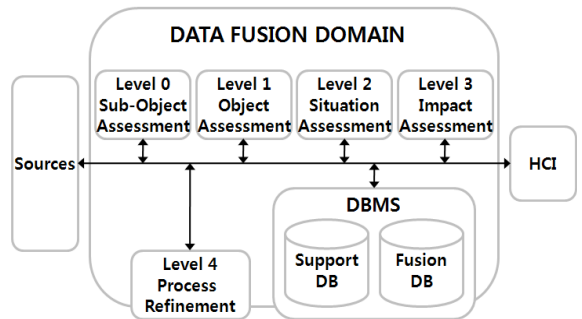 DATA FUSION DOMAIN
Level 0
Sub-Object
Assessment
Level 1
Object
Assessment
Level 2
Situation
Assessment
Level 3
Impact
Assessment
Sources
HCI
DBMS
Support
DB
Fusion
DB
Level 4
Process
Refinement